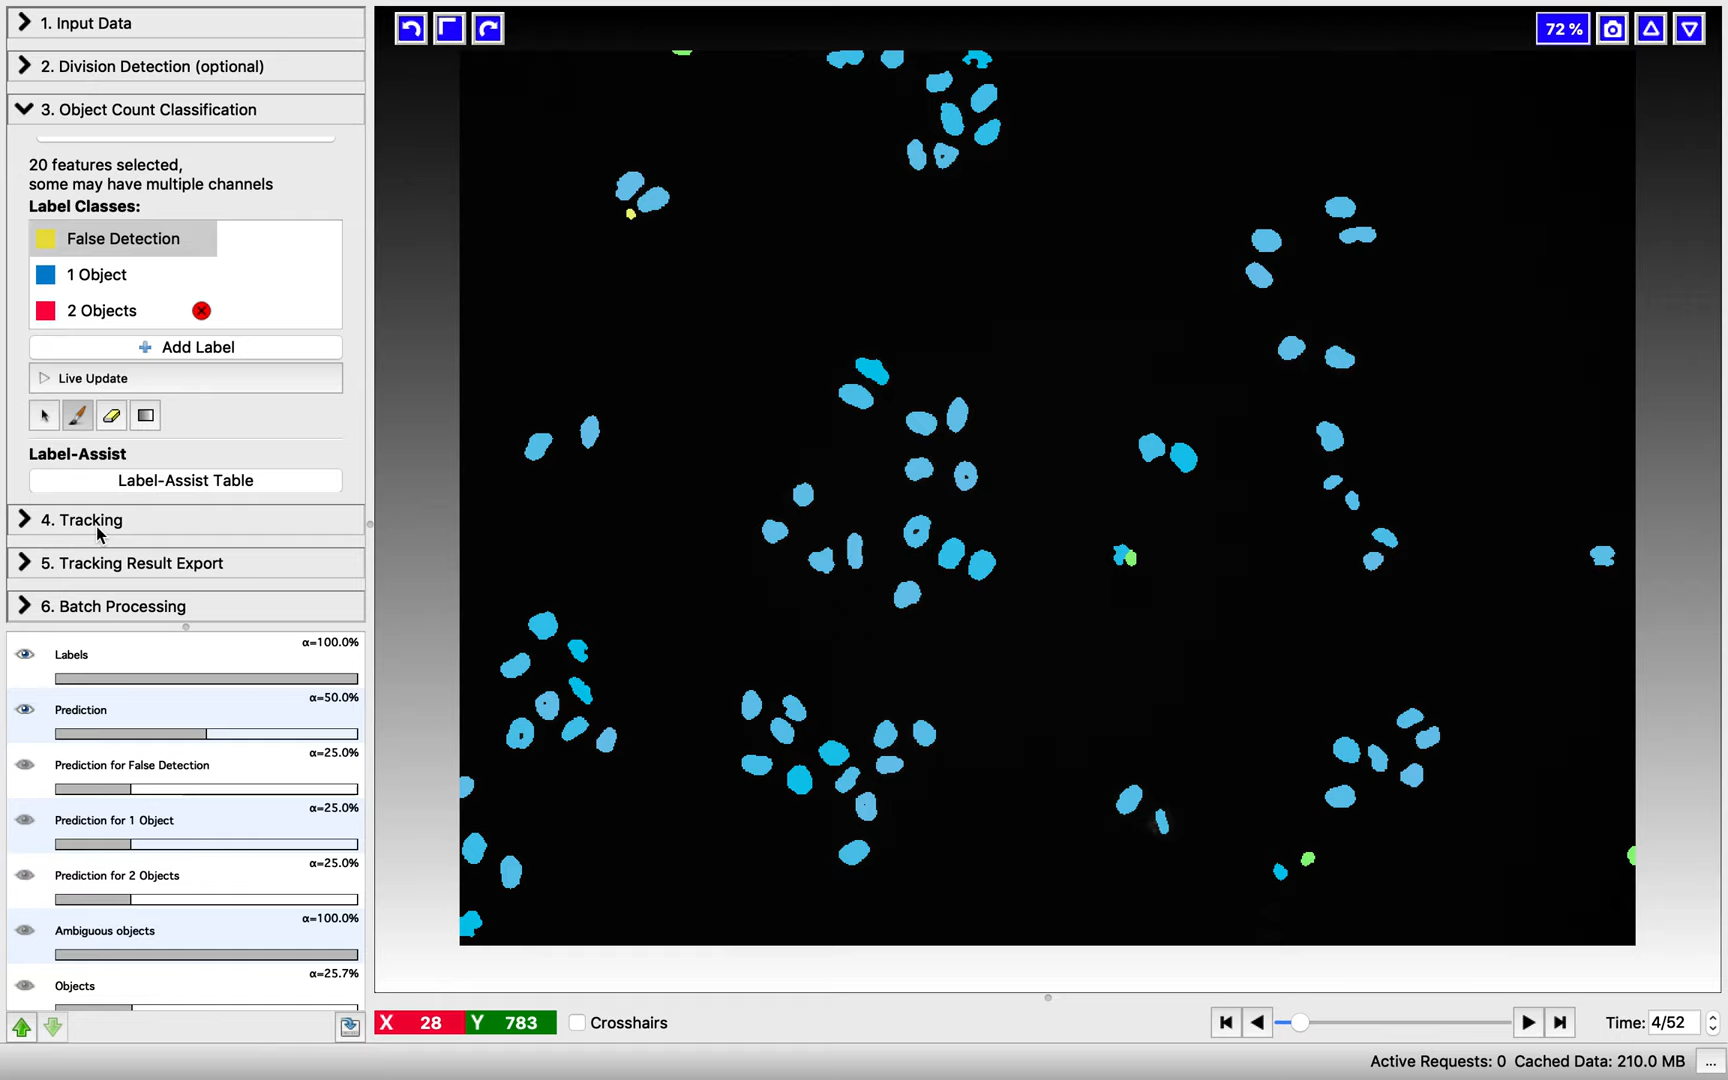 1. Input Data
2. Division Detection (optional)
3. Object Count Classification
20 features selected,
some may have multiple channels
Label Classes:
False Detection
1 Object
2 Objects
Add Label
Live Update
Label-Assist
Label-Assist Table
4. Tracking
5. Tracking Result Export
6. Batch Processing
α=100.0%
Labels
α=50.0%
Prediction
α=25.0%
Prediction for False Detection
α=25.0%
Prediction for 1 Object
α=25.0%
Prediction for 2 Objects
α=100.0%
Ambiguous objects
α=25.7%
Objects
72 %
X 28 Y 783 Crosshairs
Time: 4/52
Active Requests: 0 Cached Data: 210.0 MB ...